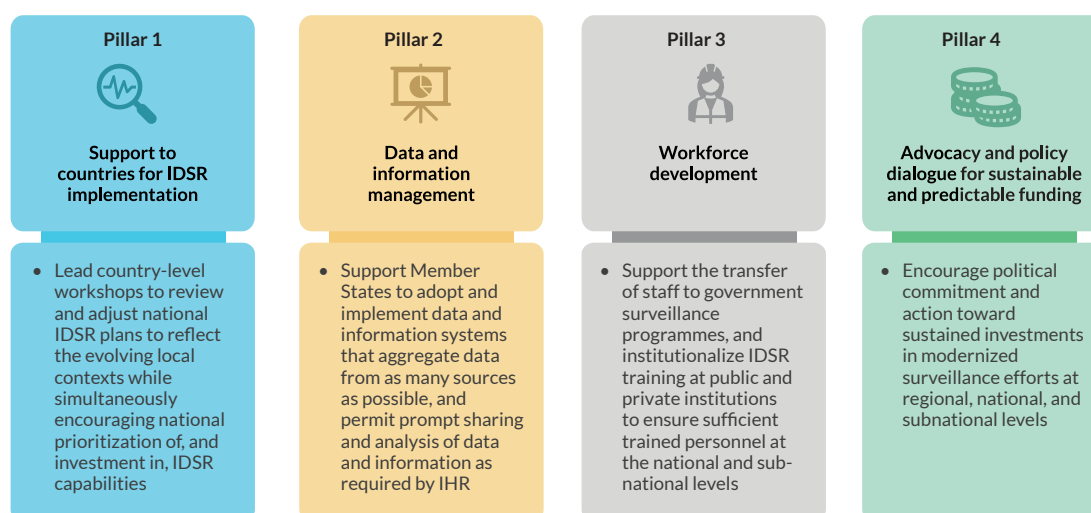 Pillar 1
Support to
countries for IDSR
implementation
• Lead country-level
workshops to review
and adjust national
IDSR plans to reflect
the evolving local
contexts while
simultaneously
encouraging national
prioritization of, and
investment in, IDSR
capabilities
Pillar 2
Data and
information
management
• Support Member
States to adopt and
implement data and
information systems
that aggregate data
from as many sources
as possible, and
permit prompt sharing
and analysis of data
and information as
required by IHR
Pillar 3
Workforce
development
• Support the transfer
of staff to government
surveillance
programmes, and
institutionalize IDSR
training at public and
private institutions
to ensure sufficient
trained personnel at
the national and sub-
national levels
Pillar 4
Advocacy and policy
dialogue for sustainable
and predictable funding
• Encourage political
commitment and
action toward
sustained investments
in modernized
surveillance efforts at
regional, national, and
subnational levels